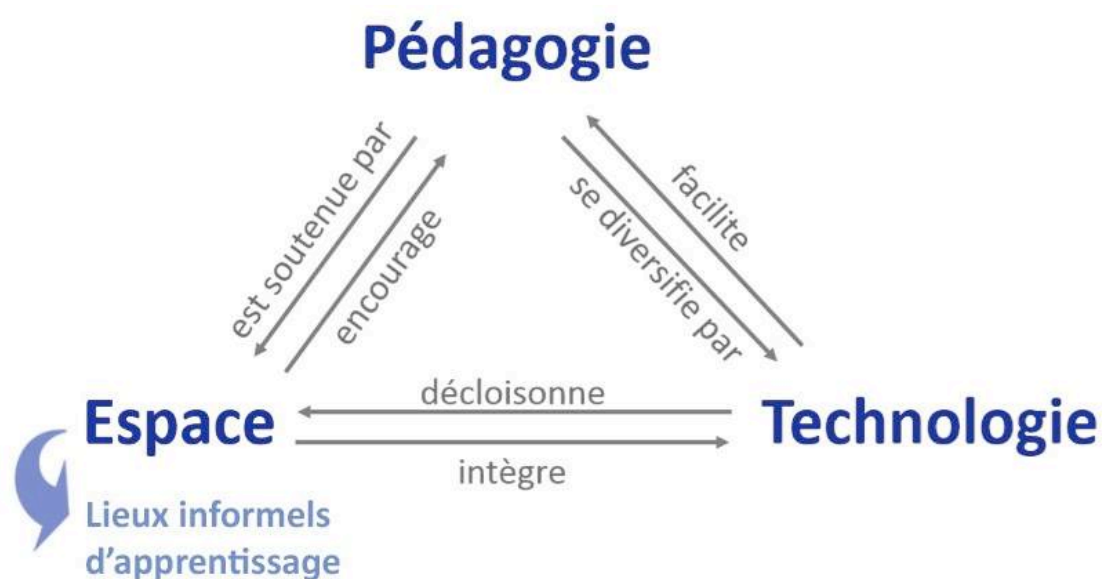 Pédagogie
est soutenue par
encourage
se diversifie par
facilite
décloisonne
Espace
Technologie
intègre
Lieux informels
d’apprentissage